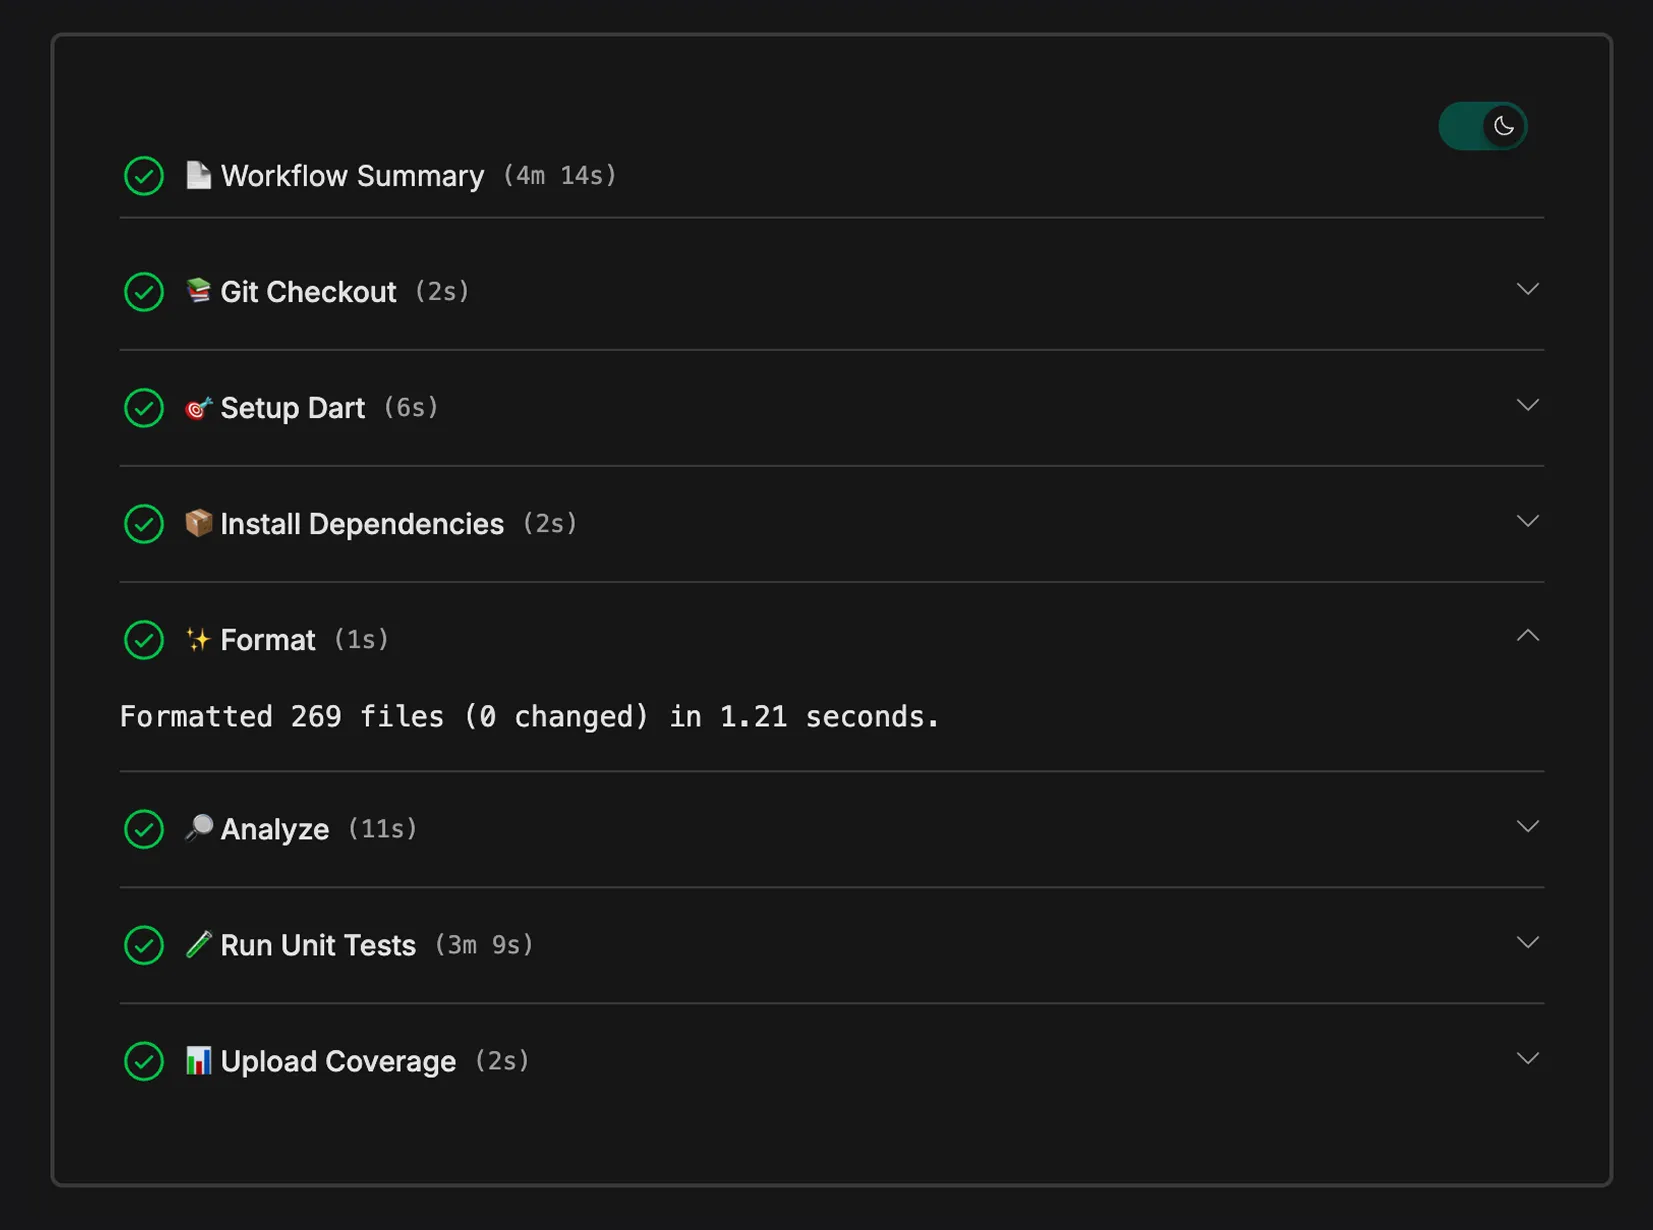 Workflow Summary (4m 14s)
Git Checkout (2s)
Setup Dart (6s)
Install Dependencies (2s)
Format (1s)
Formatted 269 files (0 changed) in 1.21 seconds.
Analyze (11s)
Run Unit Tests (3m 9s)
Upload Coverage (2s)